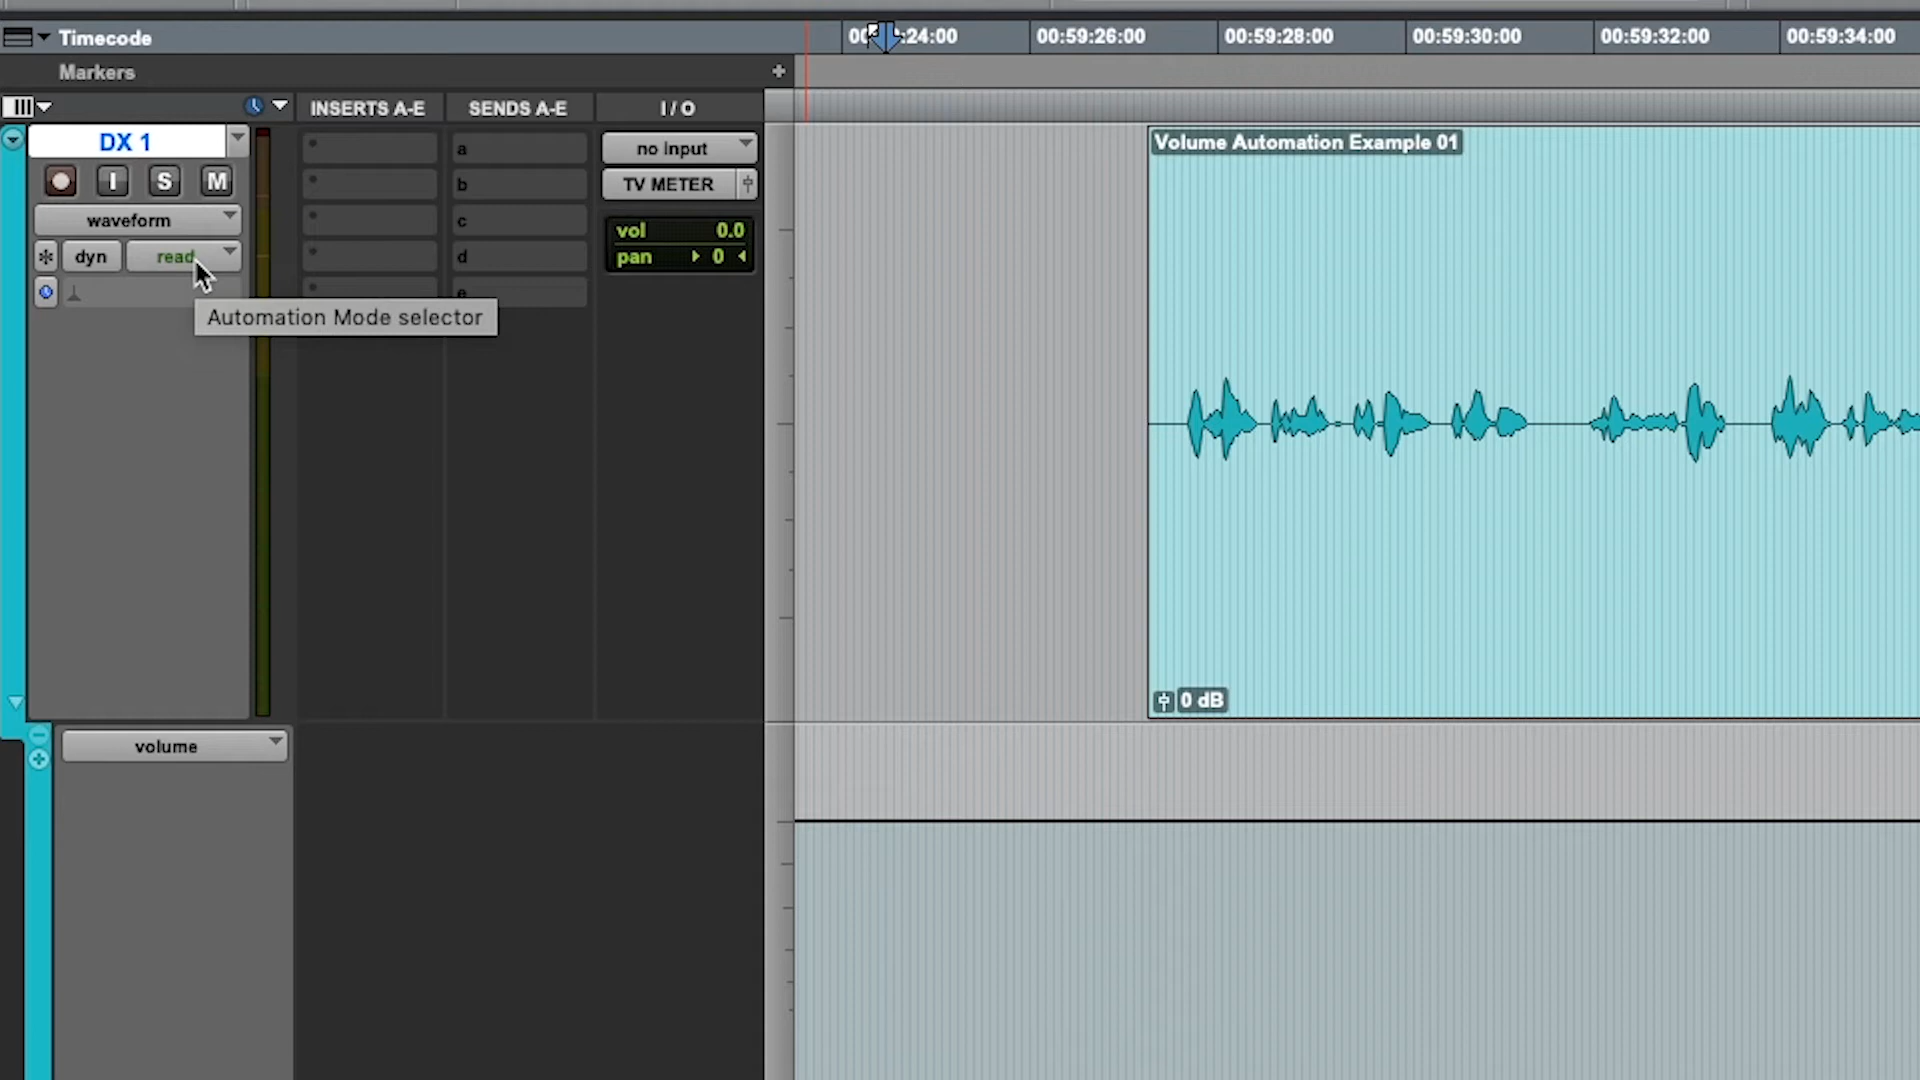 Timecode
00:59:26:00
00:59:28:00
00:59:30:00
00:59:32:00
00:59:34:00
Markers
INSERTS A-E
SENDS A-E
I / O
DX 1
I
S
M
waveform
dyn
read
a
b
c
d
e
no input
TV METER
vol 0.0
pan 0
Automation Mode selector
Volume Automation Example 01
0 dB
volume